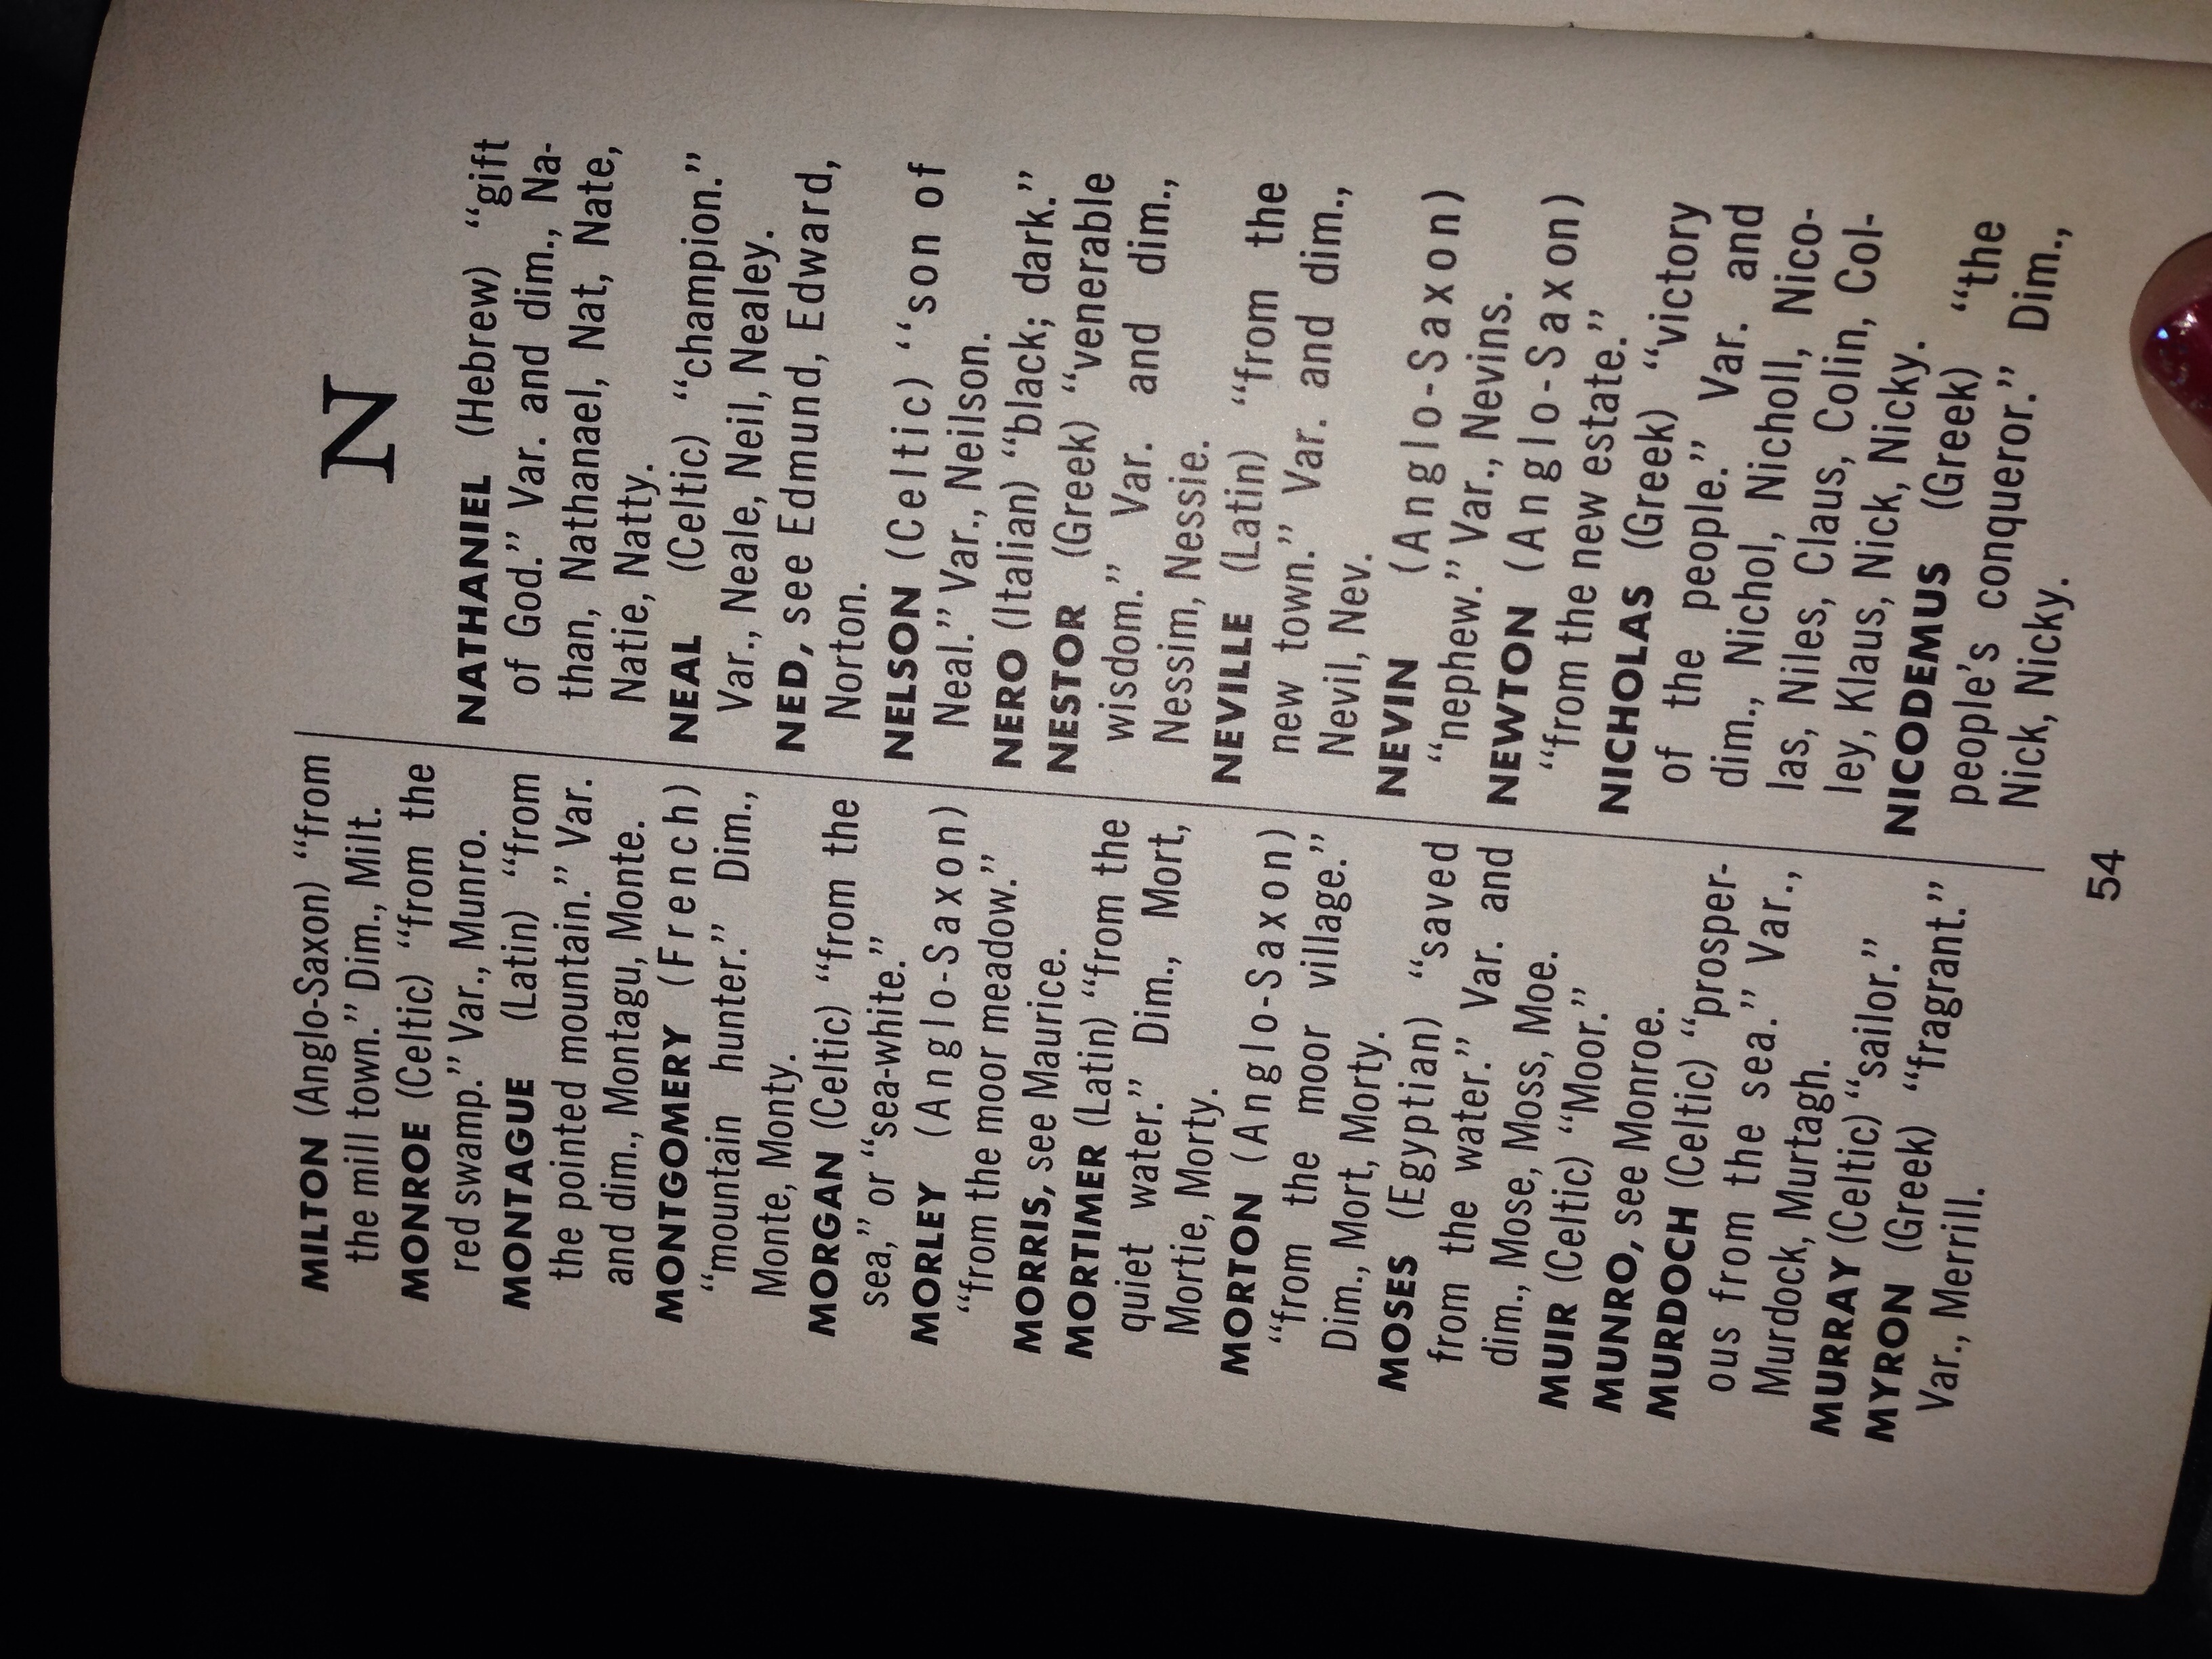 MILTON (Anglo-Saxon) “from
the mill town.” Dim., Milt.
MONROE (Celtic) “from the
red swamp.” Var., Munro.
MONTAGUE (Latin) “from
the pointed mountain.” Var.
and dim., Montagu, Monte.
MONTGOMERY (French)
“mountain hunter.” Dim.,
Monte, Monty.
MORGAN (Celtic) “from the
sea,” or “sea-white.”
MORLEY (Anglo-Saxon)
“from the moor meadow.”
MORRIS, see Maurice.
MORTIMER (Latin) “from the
quiet water.” Dim., Mort,
Mortie, Morty.
MORTON (Anglo-Saxon)
“from the moor village.”
Dim., Mort, Morty.
MOSES (Egyptian) “saved
from the water.” Var. and
dim., Mose, Moss, Moe.
MUIR (Celtic) “Moor.”
MUNRO, see Monroe.
MURDOCH (Celtic) “prosper-
ous from the sea.” Var.,
Murdock, Murtagh.
MURRAY (Celtic) “sailor.”
MYRON (Greek) “fragrant.”
Var., Merrill.
N
NATHANIEL (Hebrew) “gift
of God.” Var. and dim., Na-
than, Nathanael, Nat, Nate,
Natie, Natty.
NEAL (Celtic) “champion.”
Var., Neale, Neil, Nealey.
NED, see Edmund, Edward,
Norton.
NELSON (Celtic) “son of
Neal.” Var., Neilson.
NERO (Italian) “black; dark.”
NESTOR (Greek) “venerable
wisdom.” Var. and dim.,
Nessim, Nessie.
NEVILLE (Latin) “from the
new town.” Var. and dim.,
Nevil, Nev.
NEVIN (Anglo-Saxon)
“nephew.” Var., Nevins.
NEWTON (Anglo-Saxon)
“from the new estate.”
NICHOLAS (Greek) “victory
of the people.” Var. and
dim., Nichol, Nicholl, Nico-
las, Niles, Claus, Colin, Col-
ley, Klaus, Nick, Nicky.
NICODEMUS (Greek) “the
people’s conqueror.” Dim.,
Nick, Nicky.
54